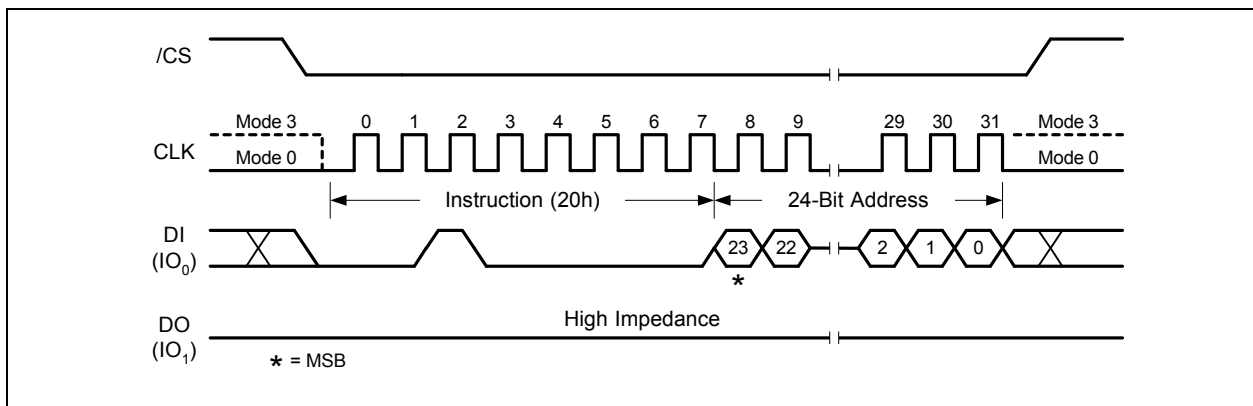 /CS
Mode 3 0 1 2 3 4 5 6 7 8 9 29 30 31 Mode 3
CLK
Mode 0 Mode 0
Instruction (20h) 24-Bit Address
DI
(IO0)
23 22 2 1 0
*
High Impedance
DO
(IO1)
* = MSB